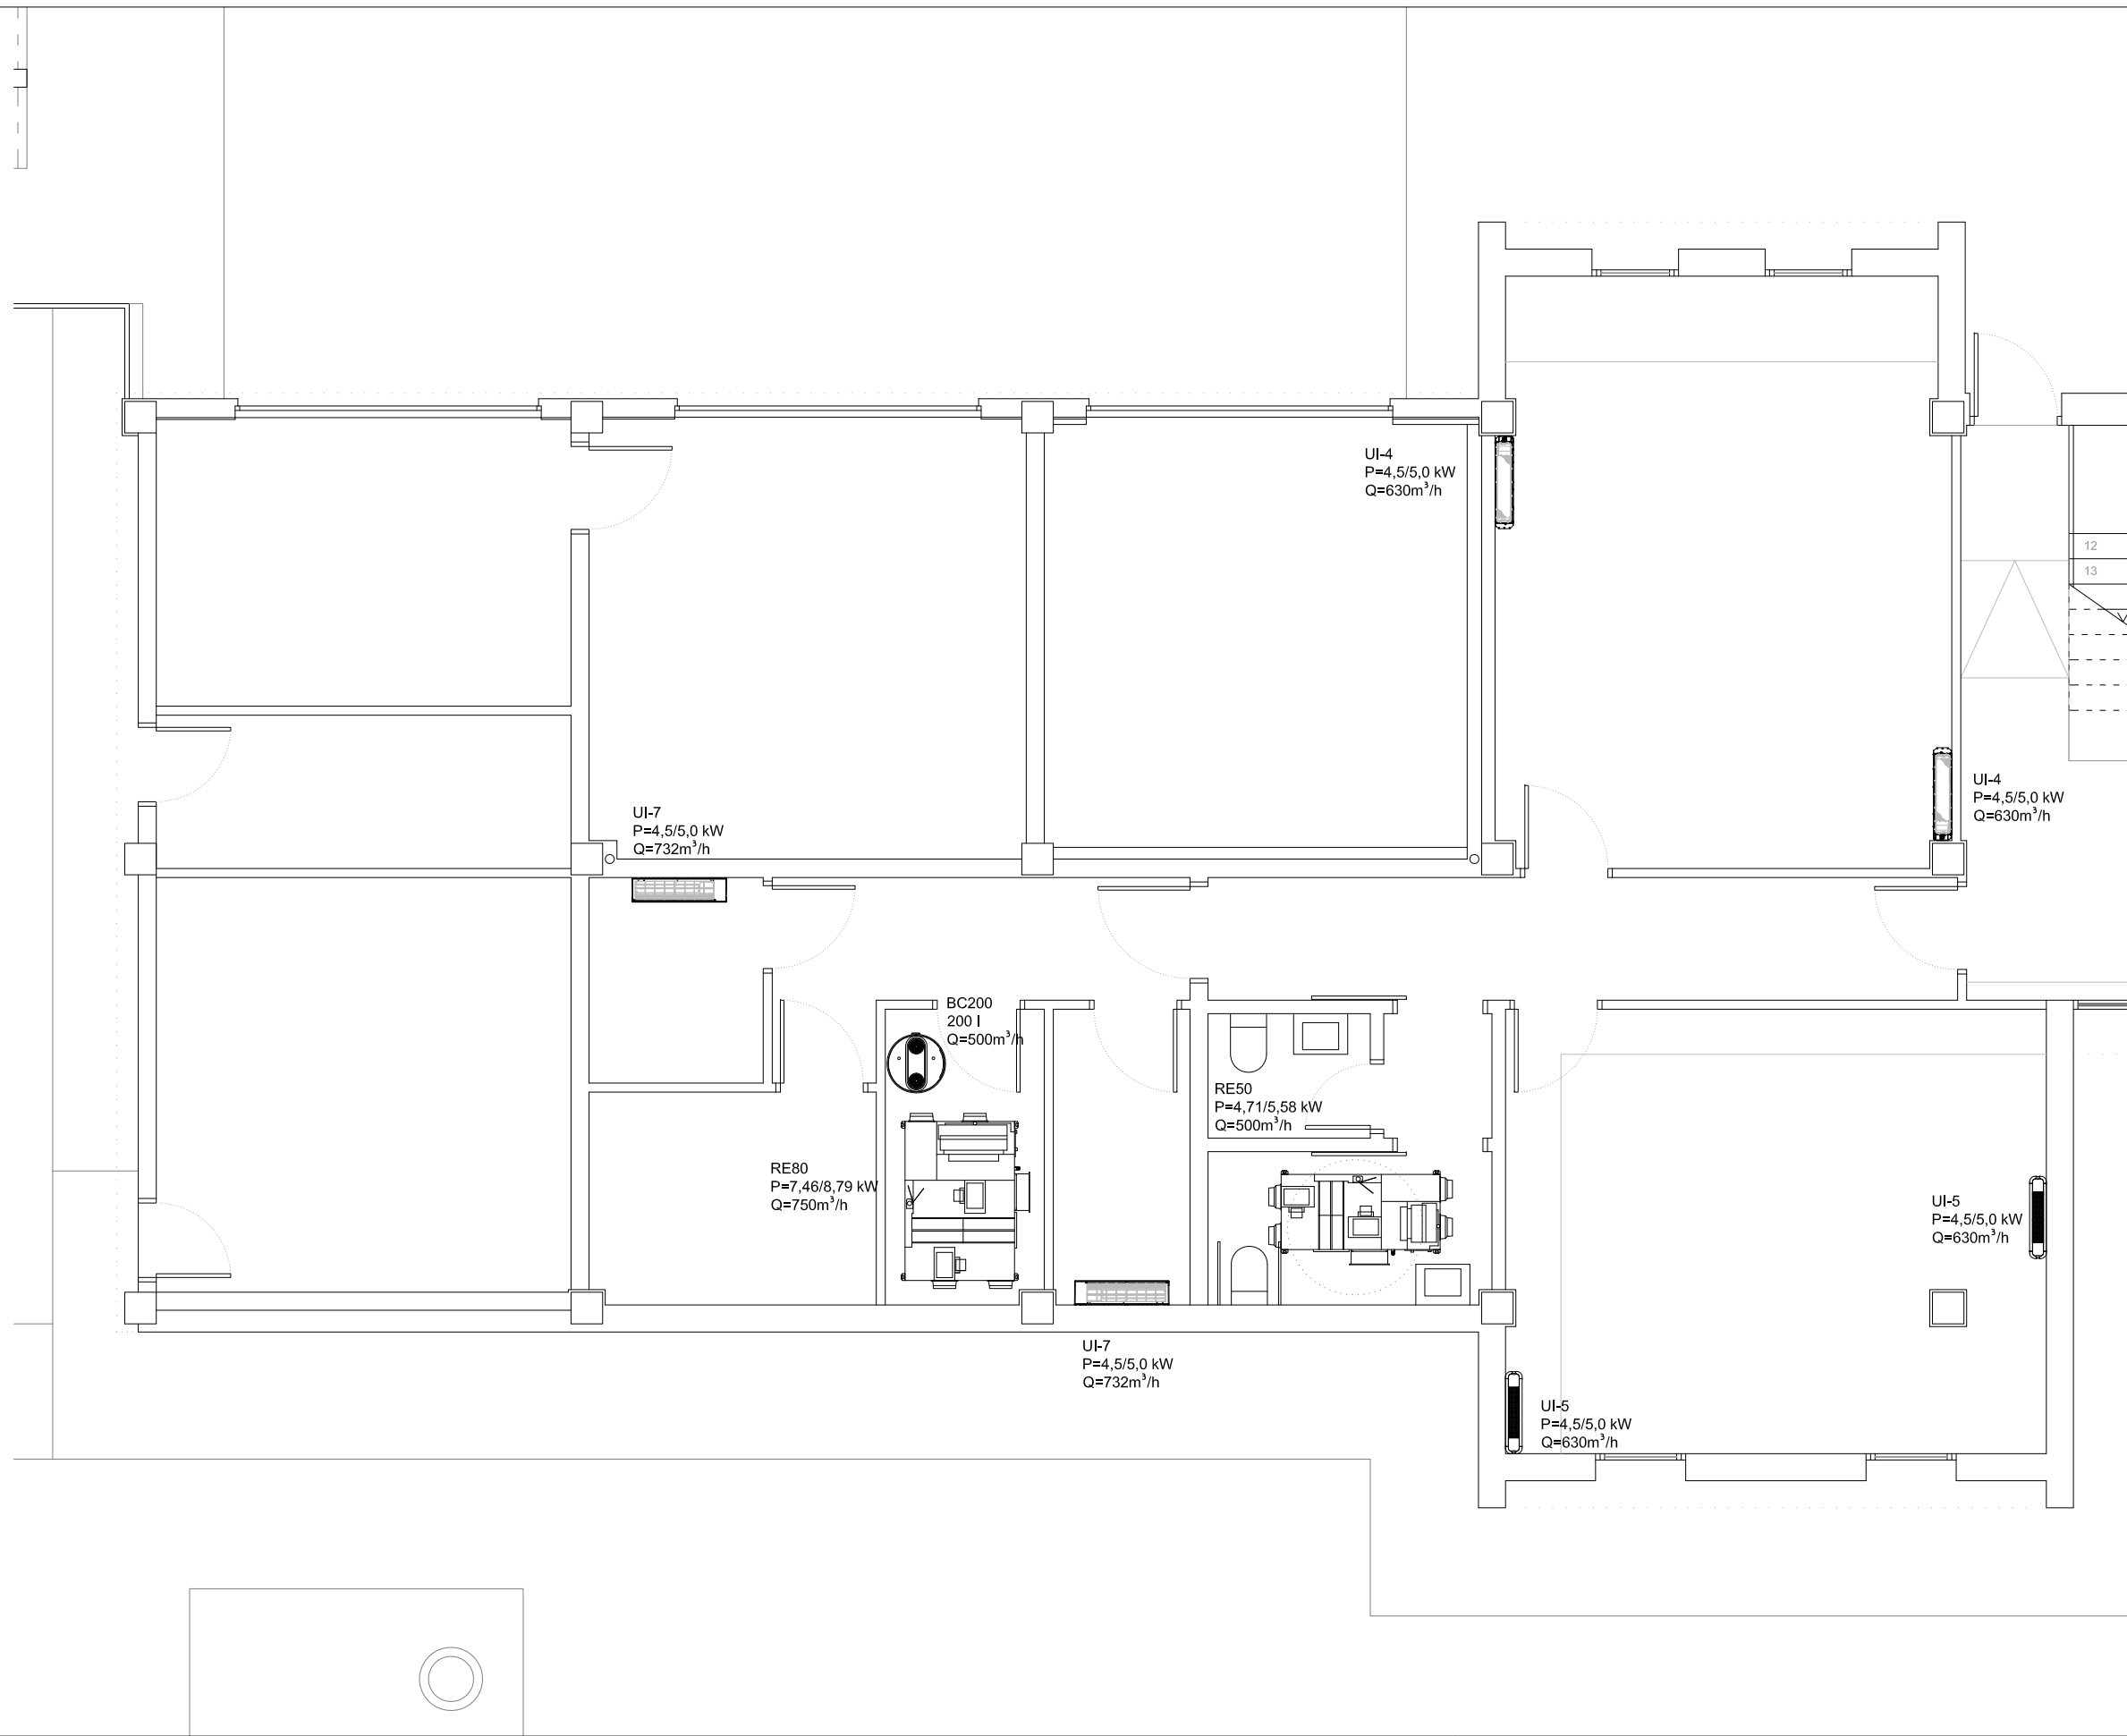 UI-4
P=4,5/5,0 kW
Q=630m³/h
12
13
UI-4
P=4,5/5,0 kW
Q=630m³/h
UI-7
P=4,5/5,0 kW
Q=732m³/h
BC200
200 l
Q=500m³/h
RE50
P=4,71/5,58 kW
Q=500m³/h
RE80
P=7,46/8,79 kW
Q=750m³/h
UI-5
P=4,5/5,0 kW
Q=630m³/h
UI-7
P=4,5/5,0 kW
Q=732m³/h
UI-5
P=4,5/5,0 kW
Q=630m³/h